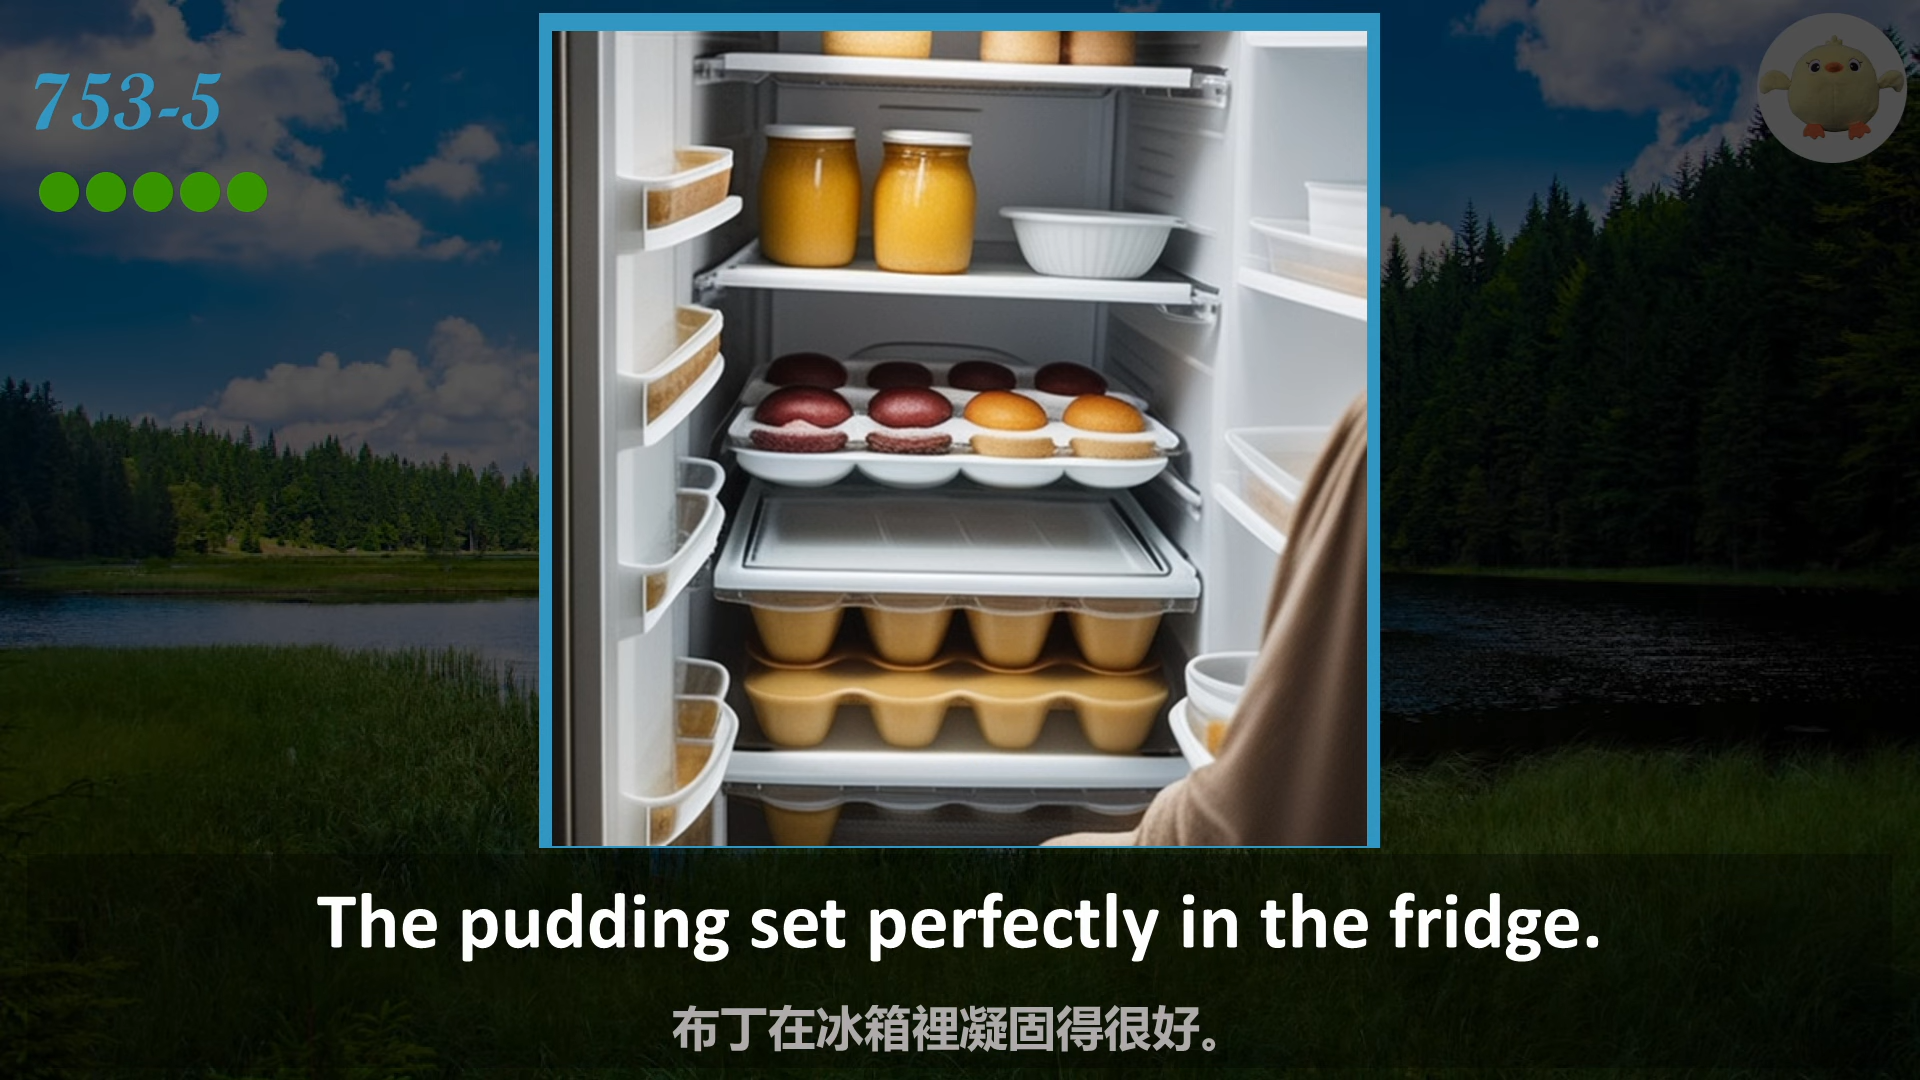 753-5
The pudding set perfectly in the fridge.
布丁在冰箱裡凝固得很好。